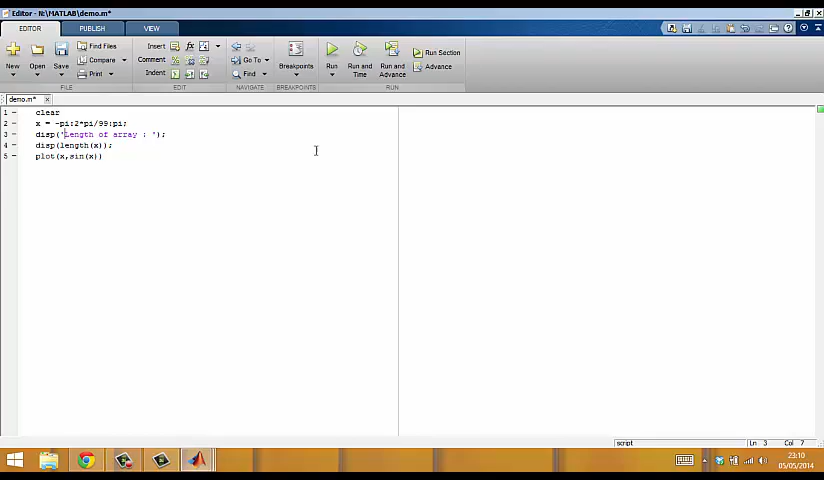 Editor - N:\MATLAB\demo.m*
EDITOR PUBLISH VIEW
New Open Save Find Files Compare Print
Insert Comment Indent
Go To Find
Breakpoints
Run Run and Time Run and Advance Run Section Advance
FILE EDIT NAVIGATE BREAKPOINTS RUN
demo.m* x
1 - clear
2 - x = -pi:2*pi/99:pi;
3 - disp('Length of array : ');
4 - disp(length(x));
5 - plot(x,sin(x))
script Ln 3 Col 7
23:10
05/05/2014